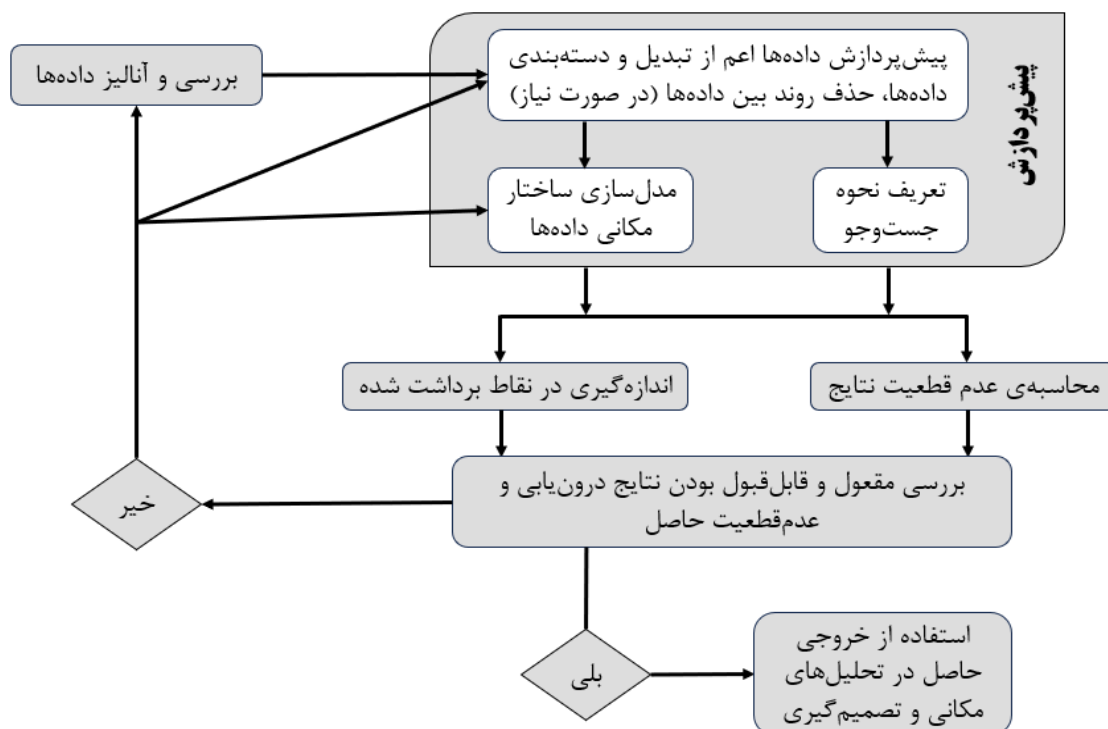 پیش‌پردازش داده‌ها اعم از تبدیل و دسته‌بندی
داده‌ها، حذف روند بین داده‌ها (در صورت نیاز)
پیش‌پردازش
بررسی و آنالیز داده‌ها
تعریف نحوه
جست‌وجو
مدل‌سازی ساختار
مکانی داده‌ها
محاسبه‌ی عدم قطعیت نتایج
اندازه‌گیری در نقاط برداشت شده
بررسی مقعول و قابل‌قبول بودن نتایج درون‌یابی و
عدم‌قطعیت حاصل
خیر
بلی
استفاده از خروجی
حاصل در تحلیل‌های
مکانی و تصمیم‌گیری